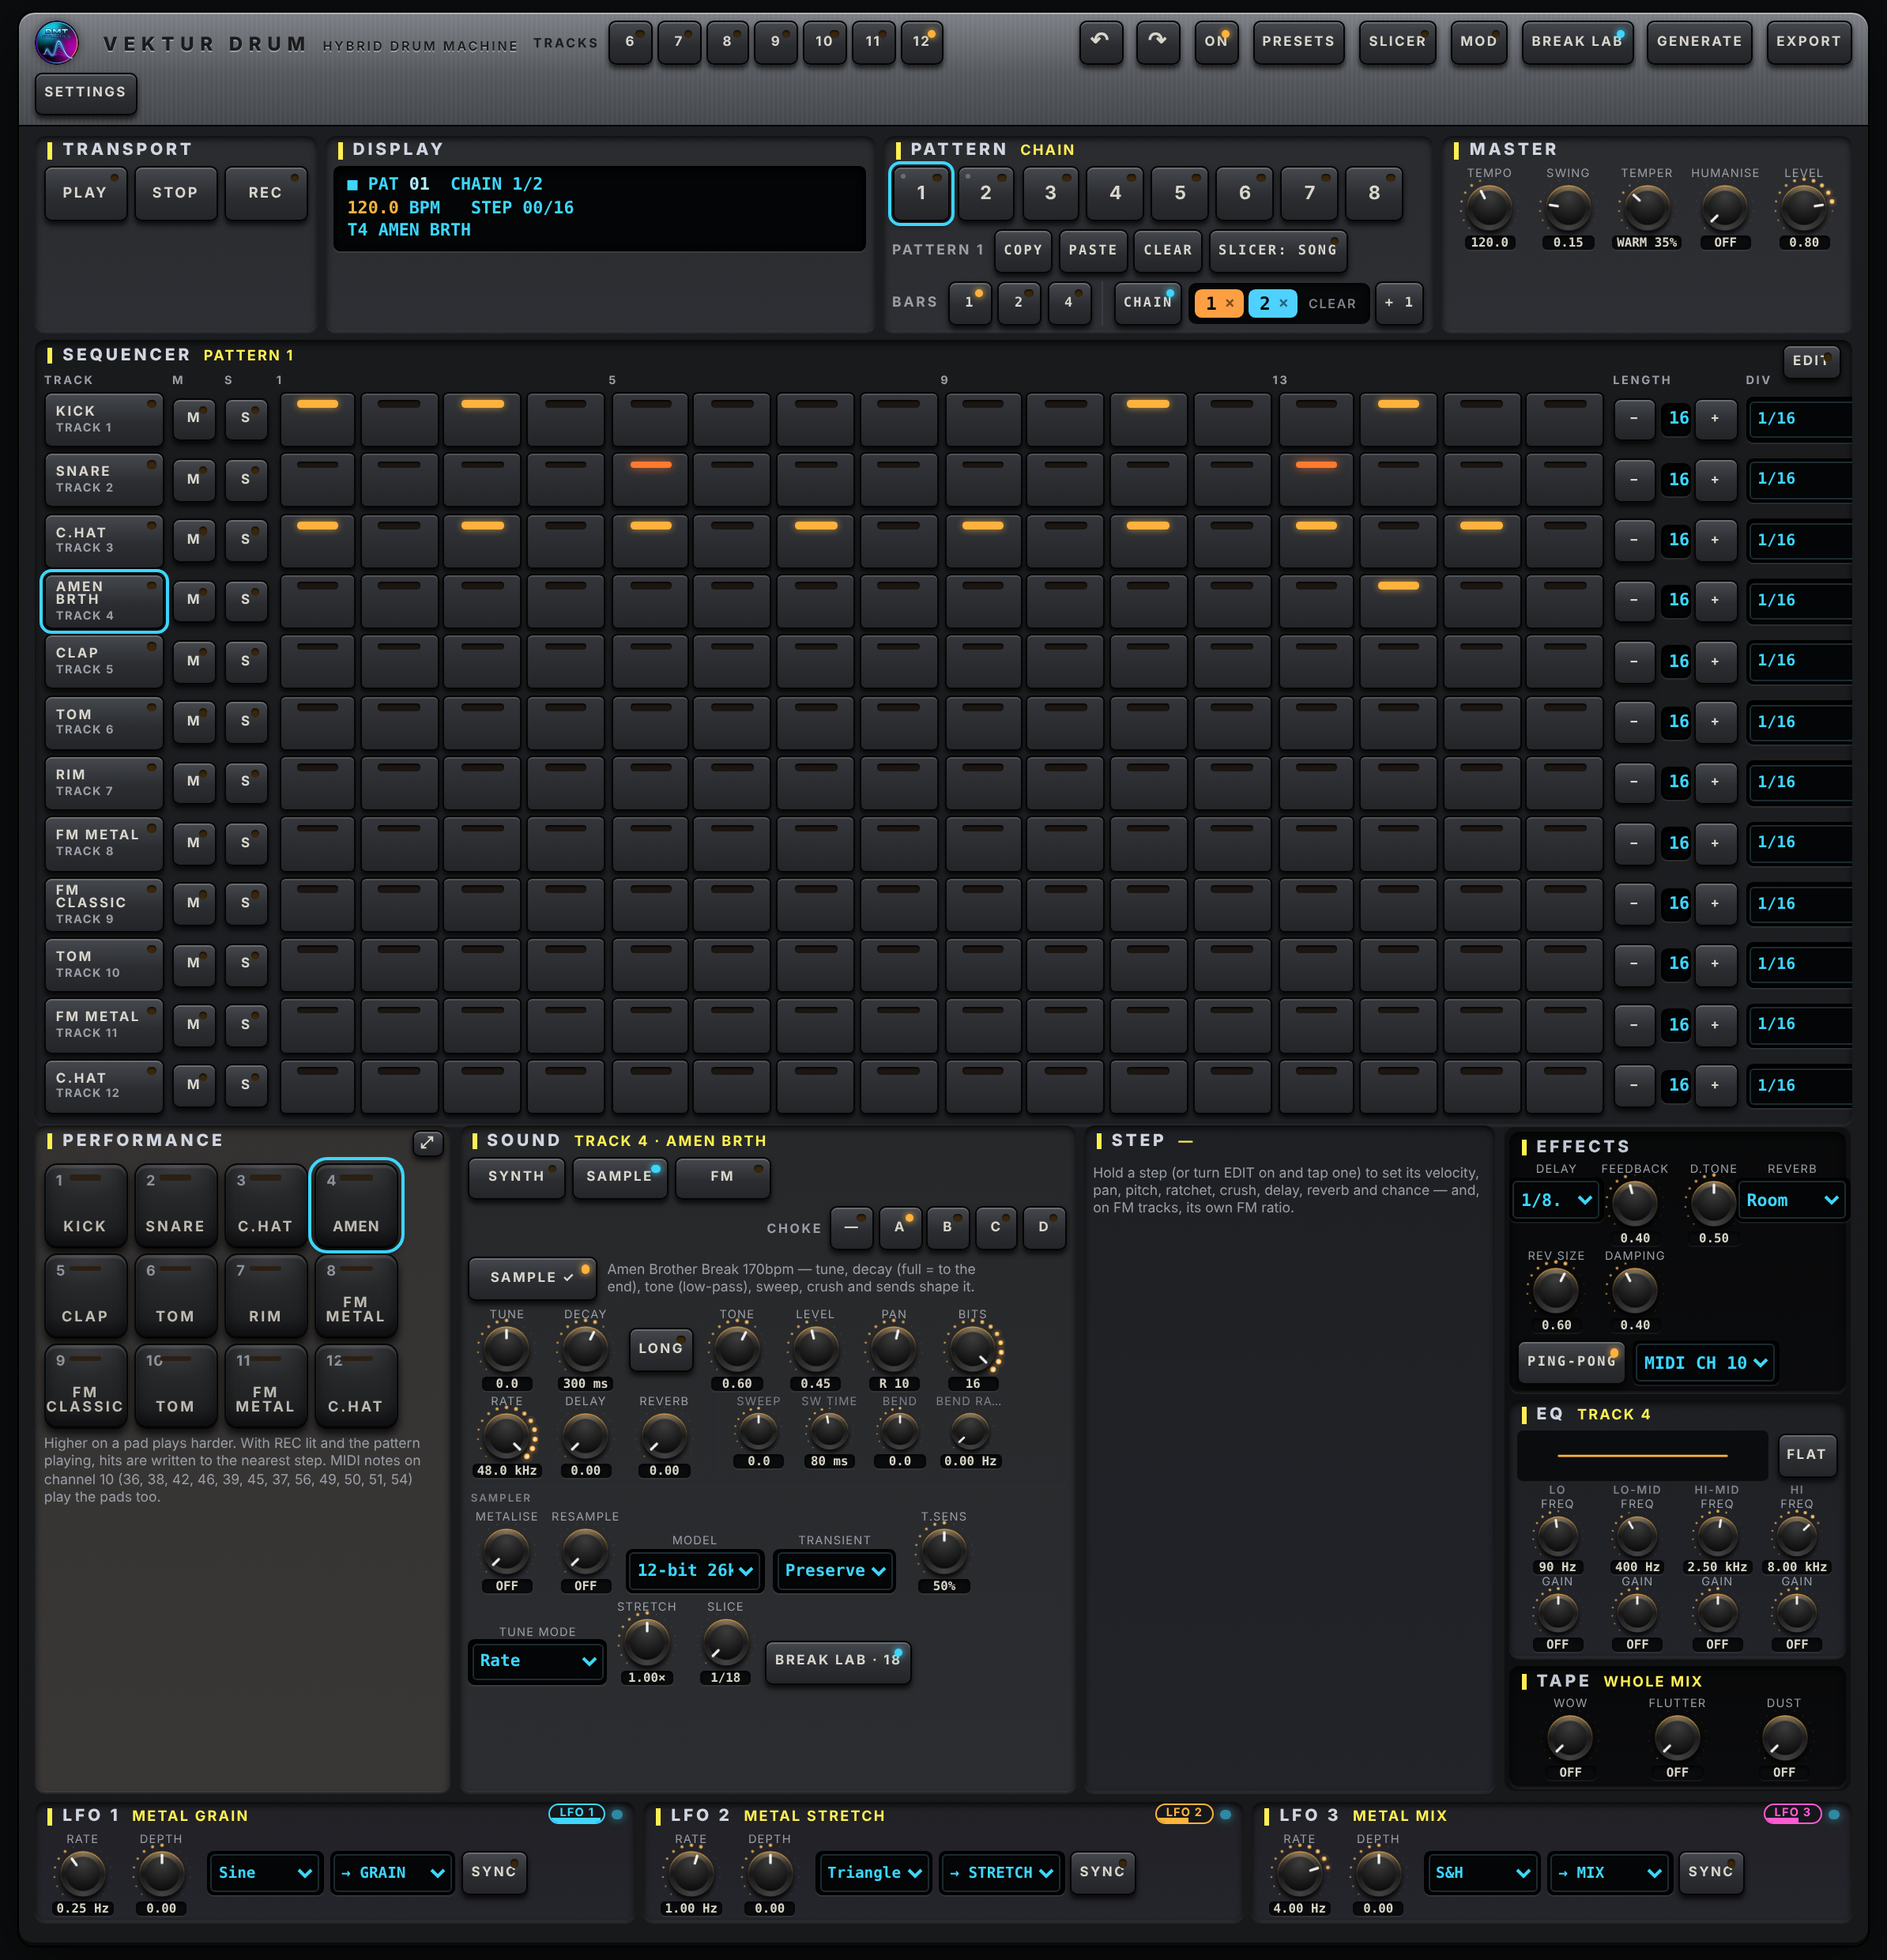 VEKTUR DRUM HYBRID DRUM MACHINE TRACKS 6 7 8 9 10 11 12 ↶ ↷ ON PRESETS SLICER MOD BREAK LAB GENERATE EXPORT
SETTINGS
TRANSPORT
PLAY STOP REC
DISPLAY
■ PAT 01 CHAIN 1/2
120.0 BPM STEP 00/16
T4 AMEN BRTH
PATTERN CHAIN
1 2 3 4 5 6 7 8
PATTERN 1 COPY PASTE CLEAR SLICER: SONG
BARS 1 2 4 CHAIN 1 × 2 × CLEAR + 1
MASTER
TEMPO SWING TEMPER HUMANISE LEVEL
120.0 0.15 WARM 35% OFF 0.80
SEQUENCER PATTERN 1 EDIT
TRACK M S 1 5 9 13 LENGTH DIV
KICK
TRACK 1 M S − 16 + 1/16
SNARE
TRACK 2 M S − 16 + 1/16
C.HAT
TRACK 3 M S − 16 + 1/16
AMEN
BRTH
TRACK 4 M S − 16 + 1/16
CLAP
TRACK 5 M S − 16 + 1/16
TOM
TRACK 6 M S − 16 + 1/16
RIM
TRACK 7 M S − 16 + 1/16
FM METAL
TRACK 8 M S − 16 + 1/16
FM
CLASSIC
TRACK 9 M S − 16 + 1/16
TOM
TRACK 10 M S − 16 + 1/16
FM METAL
TRACK 11 M S − 16 + 1/16
C.HAT
TRACK 12 M S − 16 + 1/16
PERFORMANCE
1 2 3 4
KICK SNARE C.HAT AMEN
5 6 7 8
CLAP TOM RIM FM METAL
9 10 11 12
FM CLASSIC TOM FM METAL C.HAT
Higher on a pad plays harder. With REC lit and the pattern
playing, hits are written to the nearest step. MIDI notes on
channel 10 (36, 38, 42, 46, 39, 45, 37, 56, 49, 50, 51, 54)
play the pads too.
SOUND TRACK 4 · AMEN BRTH
SYNTH SAMPLE FM
CHOKE — A B C D
SAMPLE ✓
Amen Brother Break 170bpm — tune, decay (full = to the
end), tone (low-pass), sweep, crush and sends shape it.
TUNE DECAY LONG TONE LEVEL PAN BITS
0.0 300 ms 0.60 0.45 R 10 16
RATE DELAY REVERB SWEEP SW TIME BEND BEND RA...
48.0 kHz 0.00 0.00 0.0 80 ms 0.0 0.00 Hz
SAMPLER
METALISE RESAMPLE MODEL TRANSIENT T.SENS
OFF OFF 12-bit 26k Preserve 50%
TUNE MODE STRETCH SLICE
Rate 1.00× 1/18 BREAK LAB · 18
STEP —
Hold a step (or turn EDIT on and tap one) to set its velocity,
pan, pitch, ratchet, crush, delay, reverb and chance — and,
on FM tracks, its own FM ratio.
EFFECTS
DELAY FEEDBACK D.TONE REVERB
1/8. 0.40 0.50 Room
REV SIZE DAMPING
0.60 0.40
PING-PONG MIDI CH 10
EQ TRACK 4
FLAT
LO FREQ LO-MID FREQ HI-MID FREQ HI FREQ
90 Hz 400 Hz 2.50 kHz 8.00 kHz
GAIN GAIN GAIN GAIN
OFF OFF OFF OFF
TAPE WHOLE MIX
WOW FLUTTER DUST
OFF OFF OFF
LFO 1 METAL GRAIN LFO 1
RATE DEPTH
Sine → GRAIN SYNC
0.25 Hz 0.00
LFO 2 METAL STRETCH LFO 2
RATE DEPTH
Triangle → STRETCH SYNC
1.00 Hz 0.00
LFO 3 METAL MIX LFO 3
RATE DEPTH
S&H → MIX SYNC
4.00 Hz 0.00